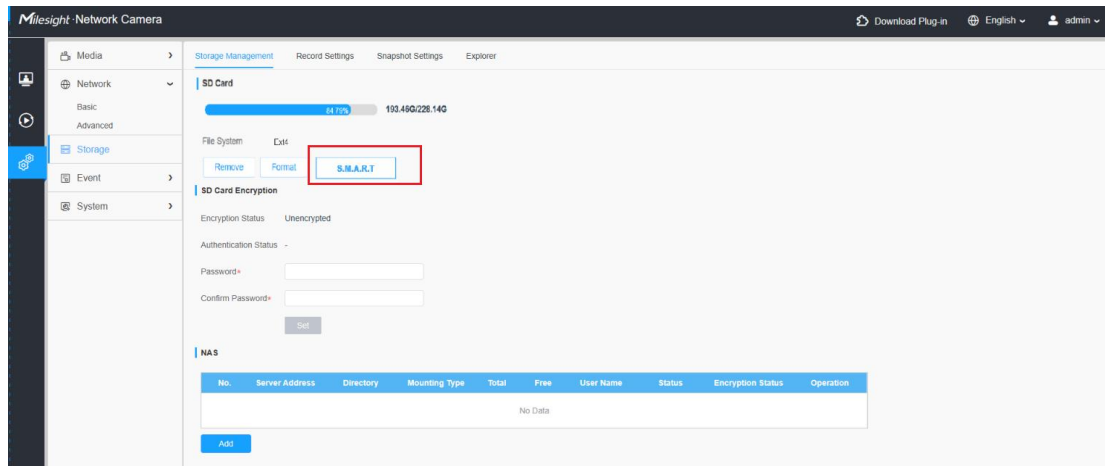 Milesight · Network Camera
Download Plug-in English admin
Media
Network
Basic
Advanced
Storage
Event
System
Storage Management Record Settings Snapshot Settings Explorer
SD Card
84.79% 193.46G/228.14G
File System Ext4
Remove Format S.M.A.R.T
SD Card Encryption
Encryption Status Unencrypted
Authentication Status -
Password*
Confirm Password*
Set
NAS
No. Server Address Directory Mounting Type Total Free User Name Status Encryption Status Operation
No Data
Add